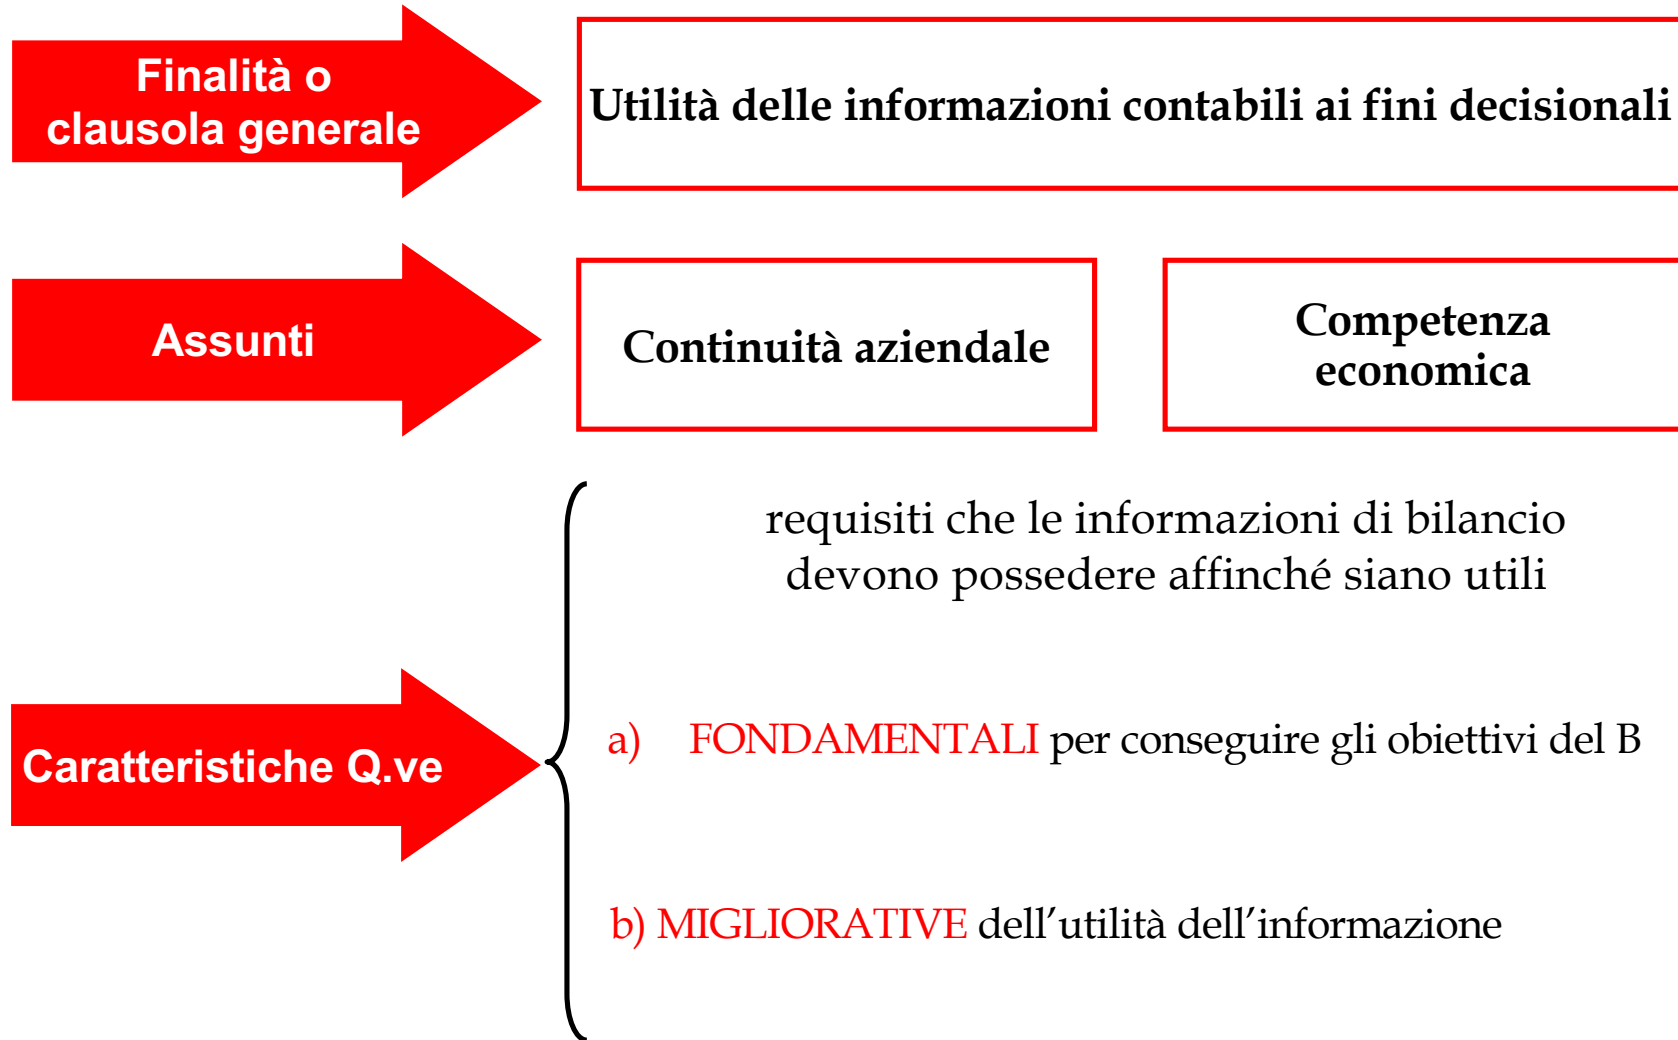 Finalità o
clausola generale
Utilità delle informazioni contabili ai fini decisionali
Assunti
Continuità aziendale
Competenza
economica
requisiti che le informazioni di bilancio
devono possedere affinché siano utili
Caratteristiche Q.ve
a) FONDAMENTALI per conseguire gli obiettivi del B
b) MIGLIORATIVE dell’utilità dell’informazione